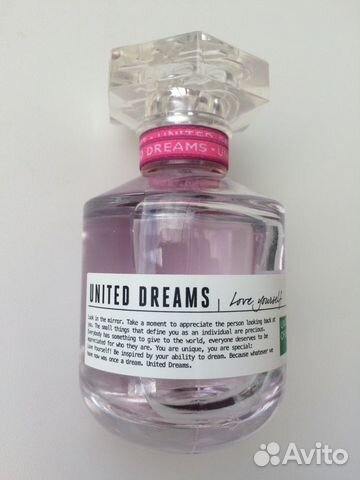 UNITED
DREAMS · U
UNITED DREAMS | Love yourself
Look in the mirror. Take a moment to appreciate the person looking back at
you. The small things that define you as an individual are precious.
Everybody has something to give to the world, everyone deserves to be
appreciated for who they are. You are unique, you are special:
Love Yourself! Be inspired by your ability to dream. Because whatever we
have now was once a dream. United Dreams.
Avito